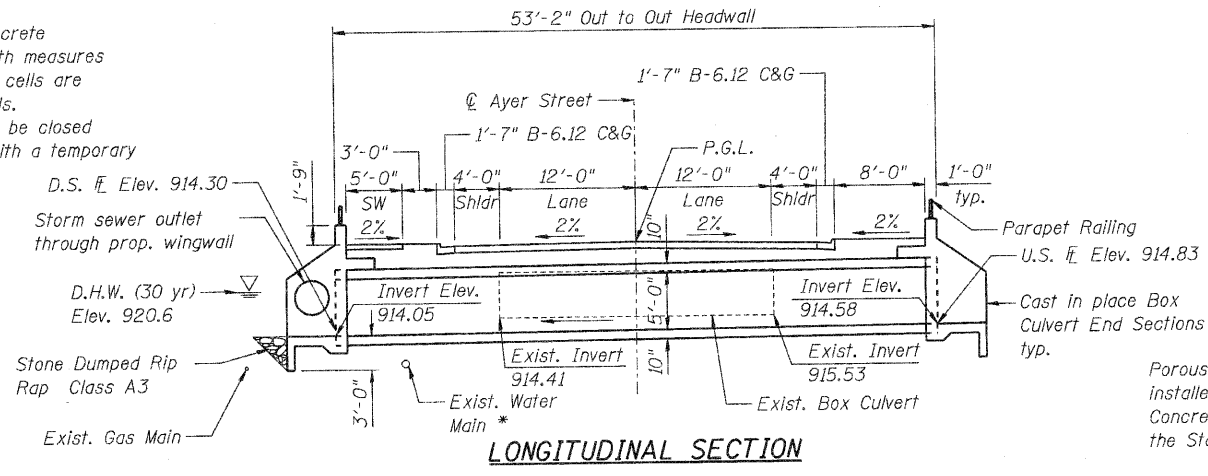 53'-2" Out to Out Headwall
crete
th measures
cells are
ls.
be closed
with a temporary
1'-7" B-6.12 C&G
℄ Ayer Street
1'-7" B-6.12 C&G
P.G.L.
3'-0"
1'-9"
5'-0"
SW
2%
4'-0"
Shldr
12'-0"
Lane
2%
10"
12'-0"
Lane
2%
4'-0"
Shldr
8'-0"
2%
1'-0"
typ.
D.S. F̵L Elev. 914.30
Storm sewer outlet
through prop. wingwall
Parapet Railing
U.S. F̵L Elev. 914.83
D.H.W. (30 yr)
Elev. 920.6
Invert Elev.
914.05
5'-0"
Invert Elev.
914.58
Cast in place Box
Culvert End Sections
typ.
Stone Dumped Rip
Rap Class A3
3'-0"
Exist. Invert
914.41
10"
Exist. Invert
915.53
Exist. Gas Main
Exist. Water
Main *
Exist. Box Culvert
Porous
installe
Concre
the Sta
LONGITUDINAL SECTION